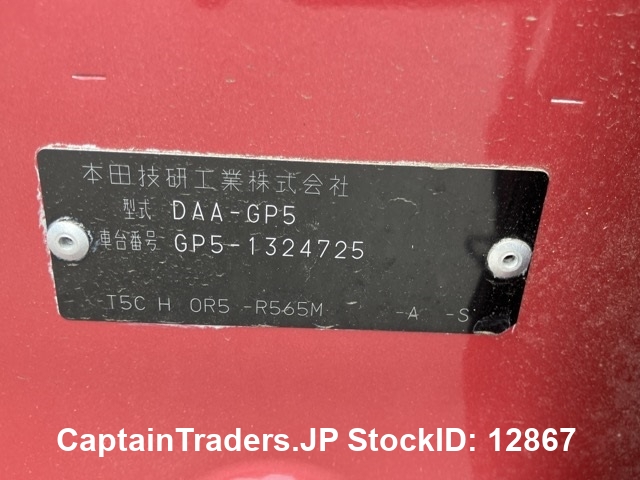 本田技研工業株式会社
型式 DAA-GP5
車台番号 GP5-1324725
T5C H 0R5 -R565M -A -S
CaptainTraders.JP StockID: 12867